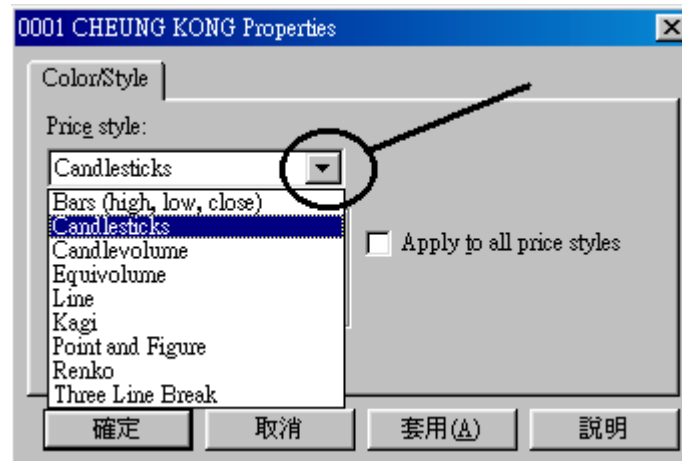 0001 CHEUNG KONG Properties
Color/Style
Price style:
Candlesticks
Bars (high, low, close)
Candlesticks
Candlevolume
Equivolume
Line
Kagi
Point and Figure
Renko
Three Line Break
Apply to all price styles
確定 取消 套用(A) 說明